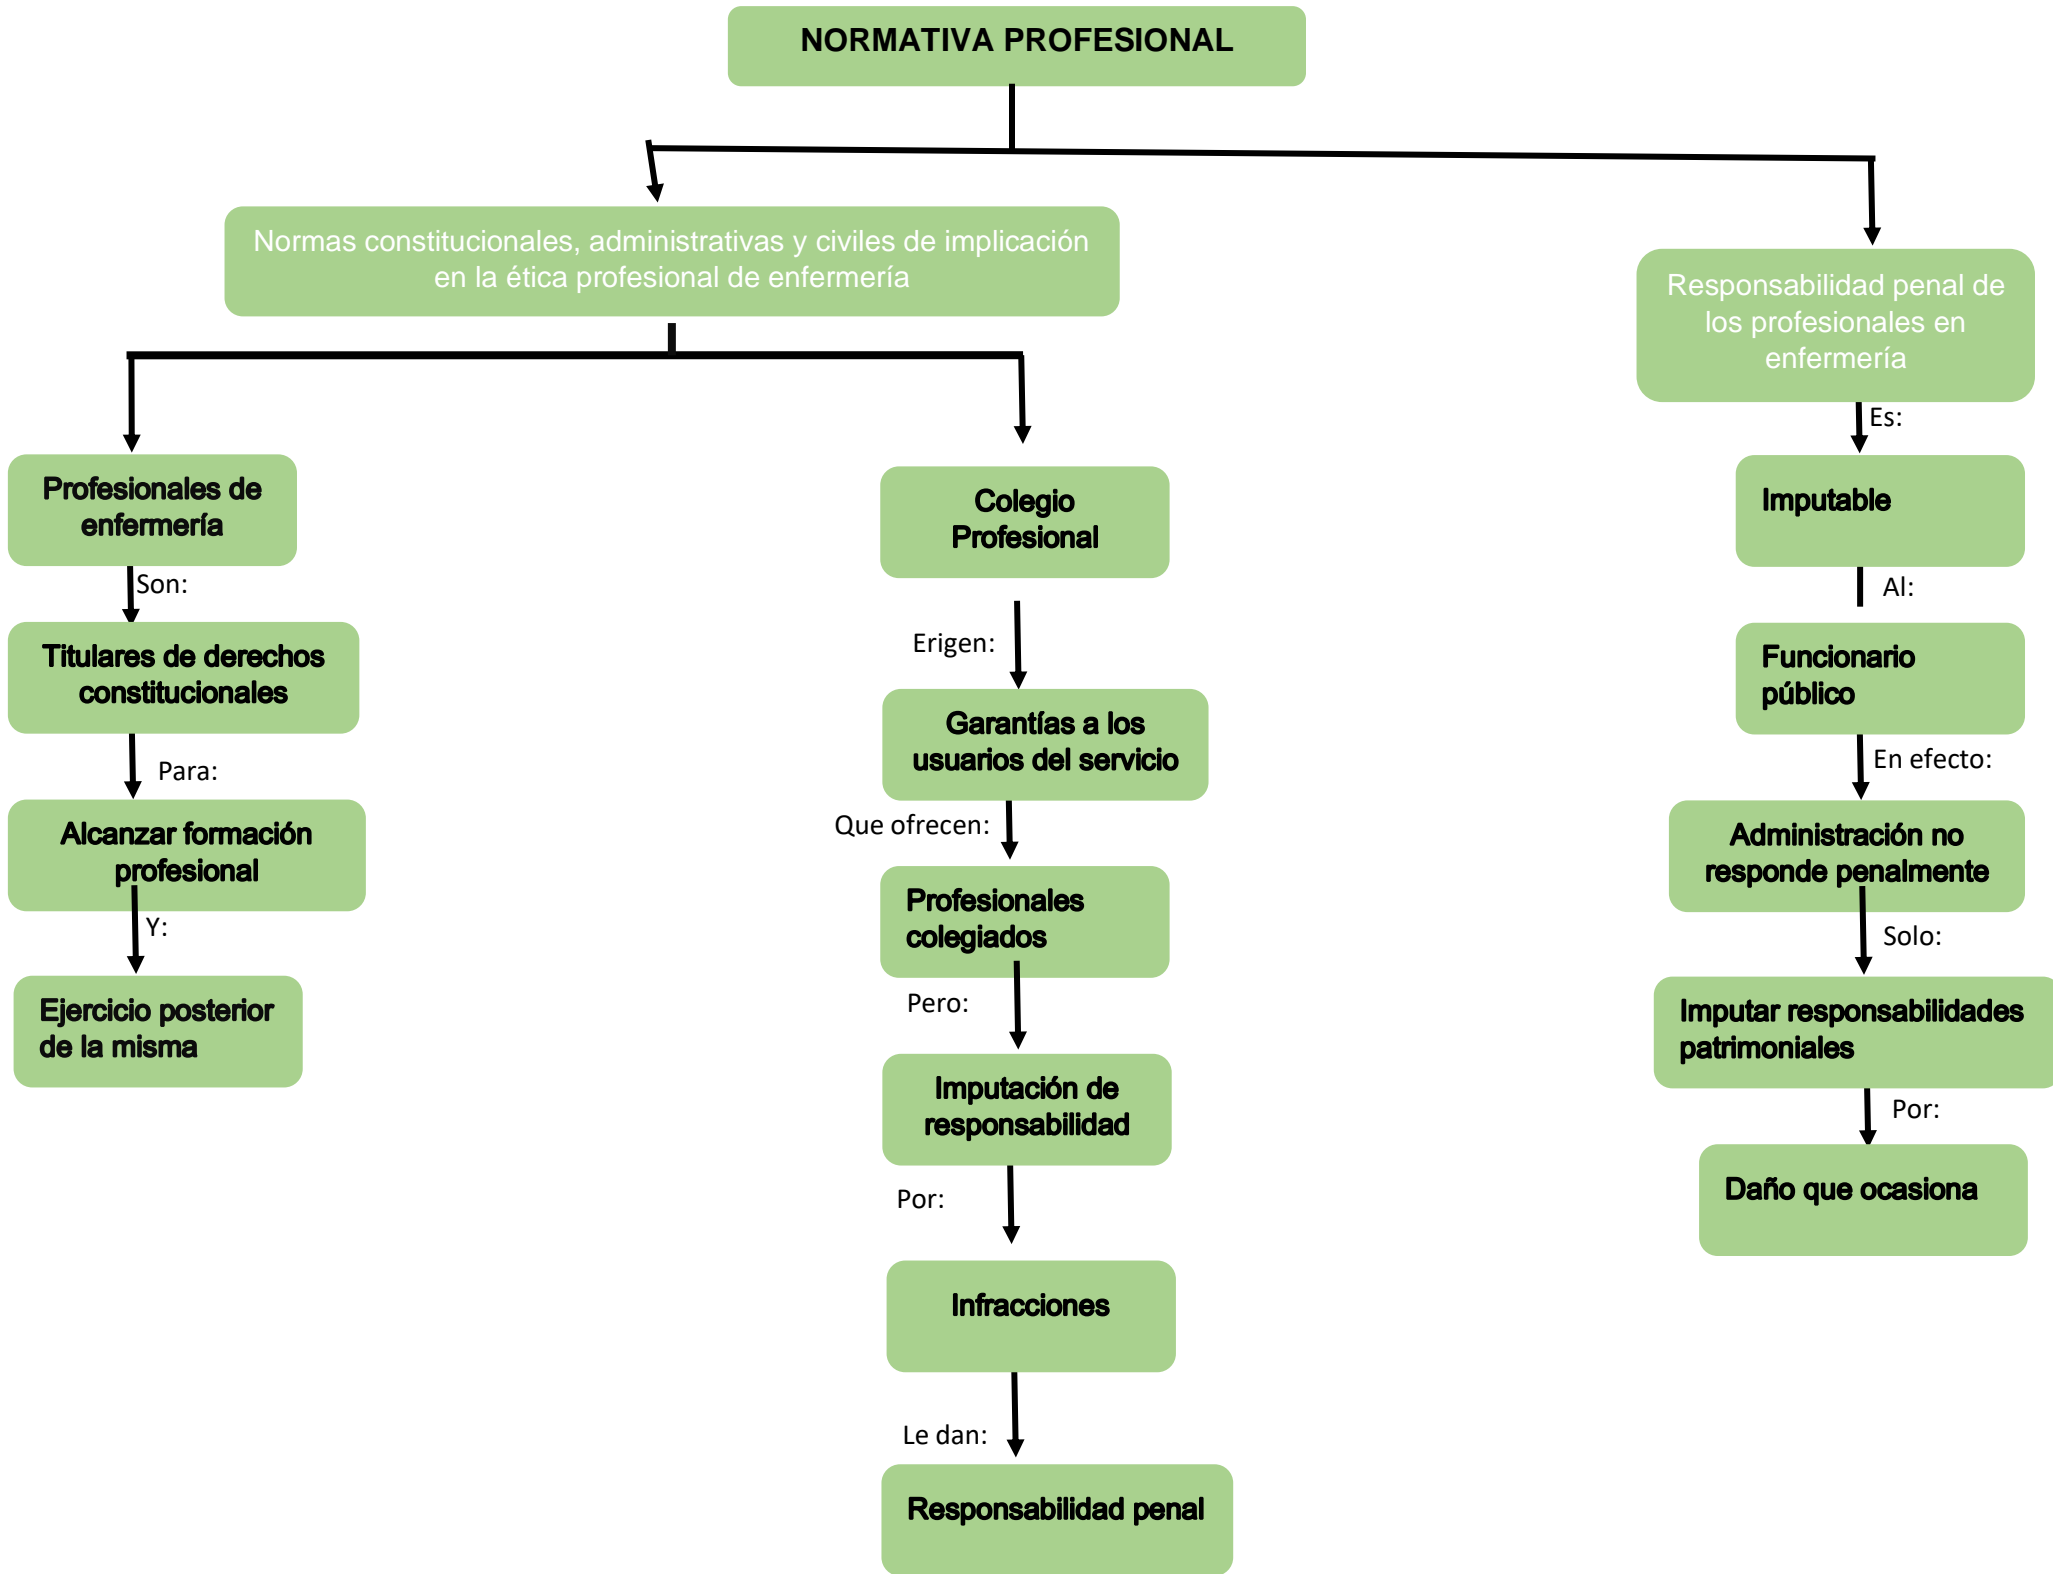 NORMATIVA PROFESIONAL
Normas constitucionales, administrativas y civiles de implicación
en la ética profesional de enfermería
Profesionales de
enfermería
Son:
Titulares de derechos
constitucionales
Para:
Alcanzar formación
profesional
Y:
Ejercicio posterior
de la misma
Colegio
Profesional
Erigen:
Garantías a los
usuarios del servicio
Que ofrecen:
Profesionales
colegiados
Pero:
Imputación de
responsabilidad
Por:
Infracciones
Le dan:
Responsabilidad penal
Responsabilidad penal de
los profesionales en
enfermería
Es:
Imputable
Al:
Funcionario
público
En efecto:
Administración no
responde penalmente
Solo:
Imputar responsabilidades
patrimoniales
Por:
Daño que ocasiona